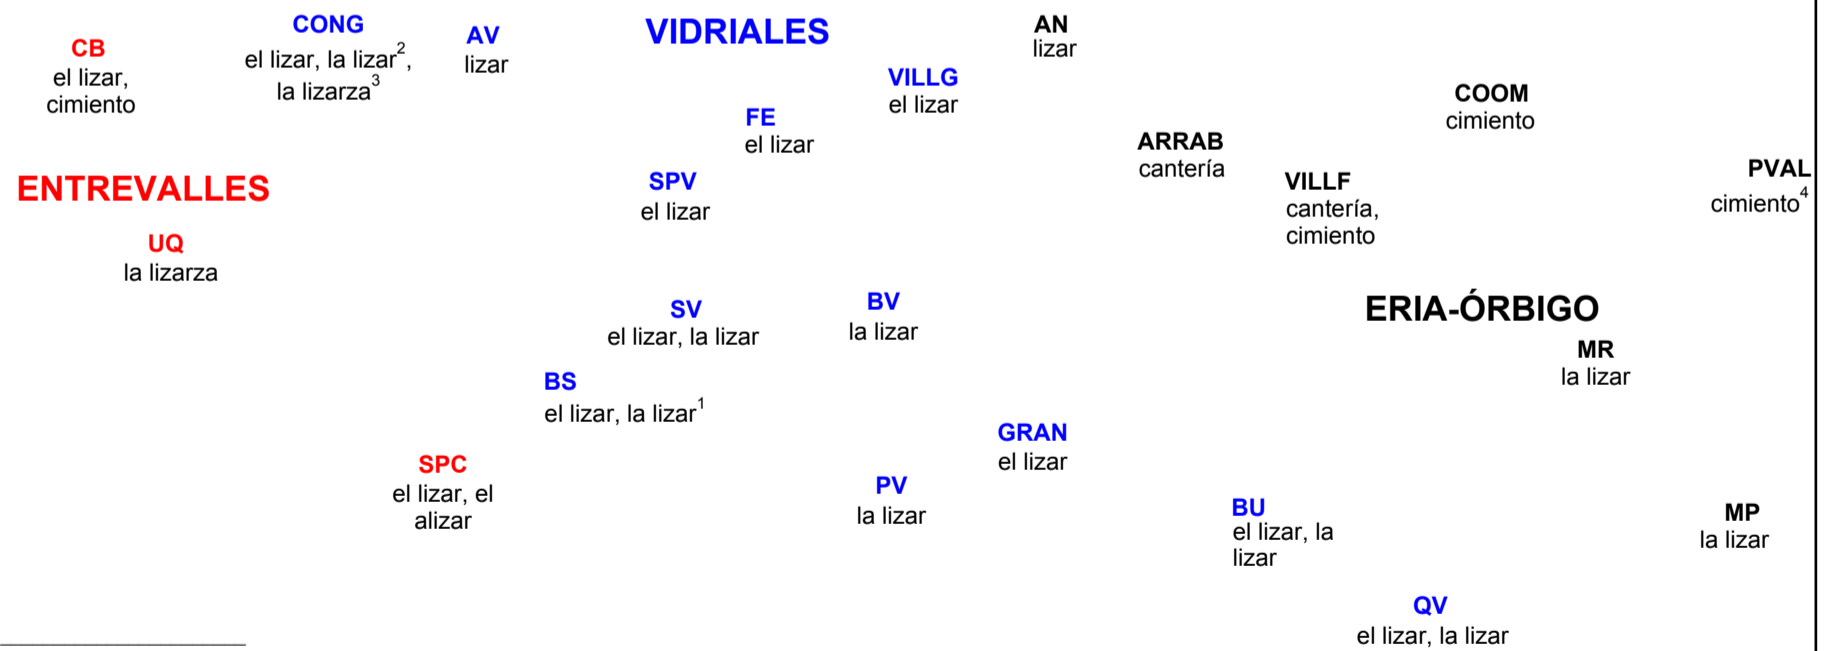 CB
el lizar,
cimiento
CONG
el lizar, la lizar²,
la lizarza³
AV
lizar
VIDRIALES
AN
lizar
VILLG
el lizar
FE
el lizar
COOM
cimiento
ARRAB
cantería
PVAL
cimiento⁴
ENTREVALLES
SPV
el lizar
VILLF
cantería,
cimiento
UQ
la lizarza
SV
el lizar, la lizar
BV
la lizar
ERIA-ÓRBIGO
MR
la lizar
BS
el lizar, la lizar¹
GRAN
el lizar
SPC
el lizar, el
alizar
PV
la lizar
BU
el lizar, la
lizar
MP
la lizar
QV
el lizar, la lizar